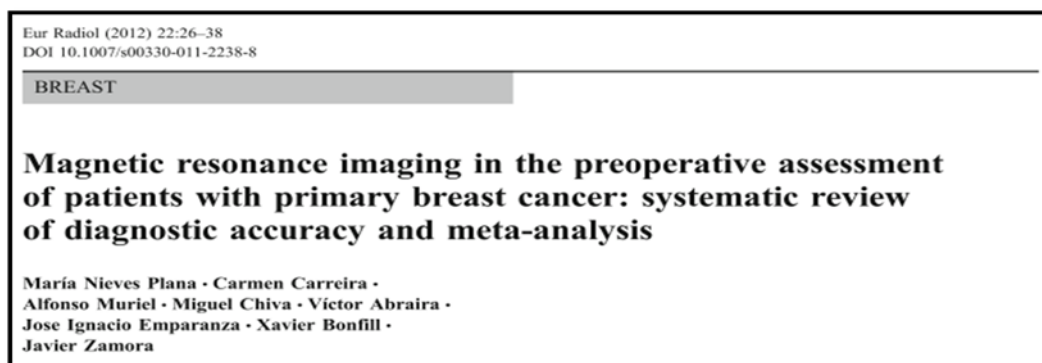 Eur Radiol (2012) 22:26–38
DOI 10.1007/s00330-011-2238-8
BREAST
Magnetic resonance imaging in the preoperative assessment
of patients with primary breast cancer: systematic review
of diagnostic accuracy and meta-analysis
María Nieves Plana · Carmen Carreira ·
Alfonso Muriel · Miguel Chiva · Víctor Abraira ·
Jose Ignacio Emparanza · Xavier Bonfill ·
Javier Zamora